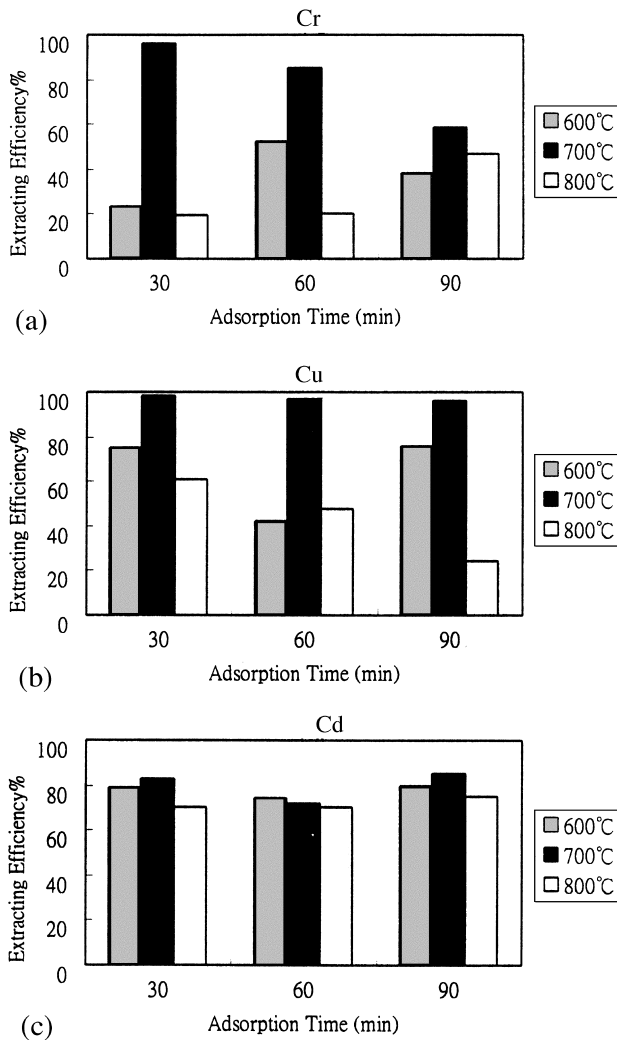 Cr
100
80
60
40
20
0
Extracting Efficiency%
30 60 90
Adsorption Time (min)
600℃
700℃
800℃
(a)
Cu
100
80
60
40
20
0
Extracting Efficiency%
30 60 90
Adsorption Time (min)
600℃
700℃
800℃
(b)
Cd
100
80
60
40
20
0
Extracting Efficiency%
30 60 90
Adsorption Time (min)
600℃
700℃
800℃
(c)